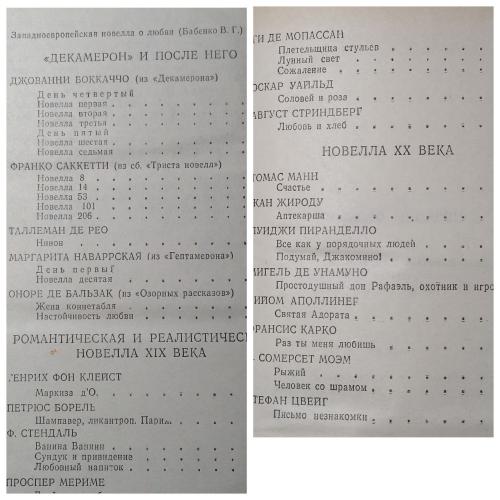 Западноевропейская новелла о любви (Бабенко В. Г.)
«ДЕКАМЕРОН» И ПОСЛЕ НЕГО
ДЖОВАННИ БОККАЧЧО (из «Декамерона»)
День четвертый
Новелла первая
Новелла вторая
Новелла третья
День пятый
Новелла шестая
Новелла седьмая
ФРАНКО САККЕТТИ (из сб. «Триста новелл»)
Новелла 8
Новелла 14
Новелла 53
Новелла 101
Новелла 206
ТАЛЛЕМАН ДЕ РЕО
Нинон
МАРГАРИТА НАВАРРСКАЯ (из «Гептамерона»)
День первый
Новелла десятая
ОНОРЕ ДЕ БАЛЬЗАК (из «Озорных рассказов»)
Жена коннетабля
Настойчивость любви
РОМАНТИЧЕСКАЯ И РЕАЛИСТИЧЕС
НОВЕЛЛА XIX ВЕКА
ГЕНРИХ ФОН КЛЕЙСТ
Маркиза д'О.
ПЕТРЮС БОРЕЛЬ
Шампавер, ликантроп. Париж
Ф. СТЕНДАЛЬ
Ванина Ванини
Сундук и привидение
Любовный напиток
ПРОСПЕР МЕРИМЕ
ГИ ДЕ МОПАССАН
Плетельщица стульев
Лунный свет
Сожаление
ОСКАР УАЙЛЬД
Соловей и роза
АВГУСТ СТРИНДБЕРГ
Любовь и хлеб
НОВЕЛЛА XX ВЕКА
ТОМАС МАНН
Счастье
ЖАН ЖИРОДУ
Аптекарша
ЛУИДЖИ ПИРАНДЕЛЛО
Все как у порядочных людей
Подумай, Джакомино!
МИГЕЛЬ ДЕ УНАМУНО
Простодушный дон Рафаэль, охотник и игро
ГИЙОМ АПОЛЛИНЕР
Святая Адората
ФРАНСИС КАРКО
Раз ты меня любишь
СОМЕРСЕТ МОЭМ
Рыжий
Человек со шрамом
СТЕФАН ЦВЕЙГ
Письмо незнакомки